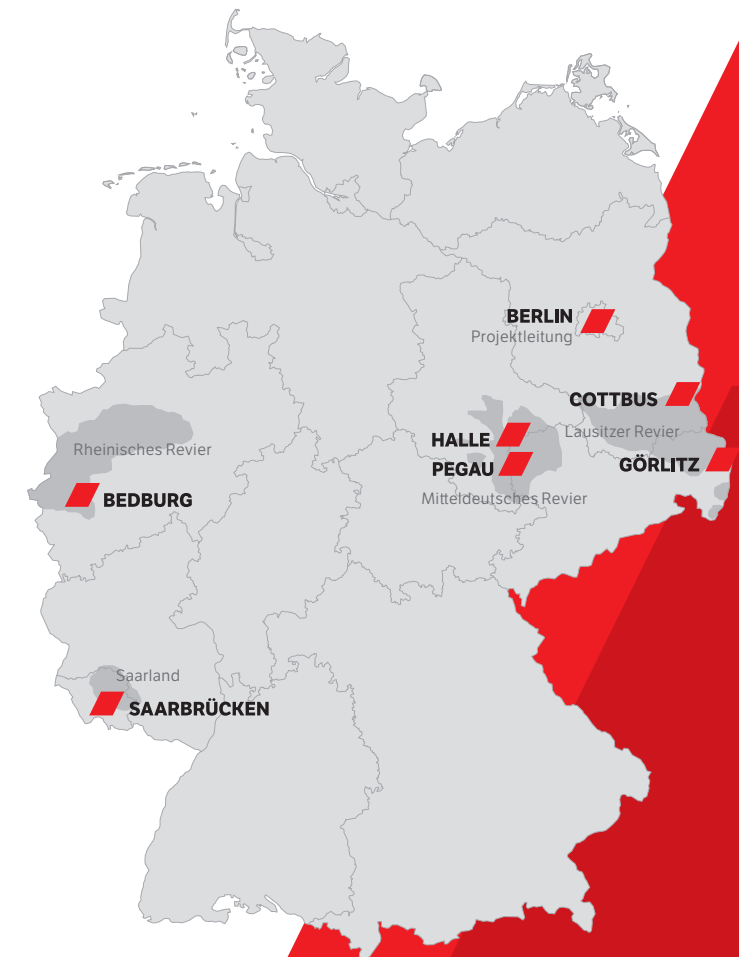 BERLIN
Projektleitung
COTTBUS
Lausitzer Revier
HALLE
PEGAU
GÖRLITZ
Mitteldeutsches Revier
Rheinisches Revier
BEDBURG
Saarland
SAARBRÜCKEN